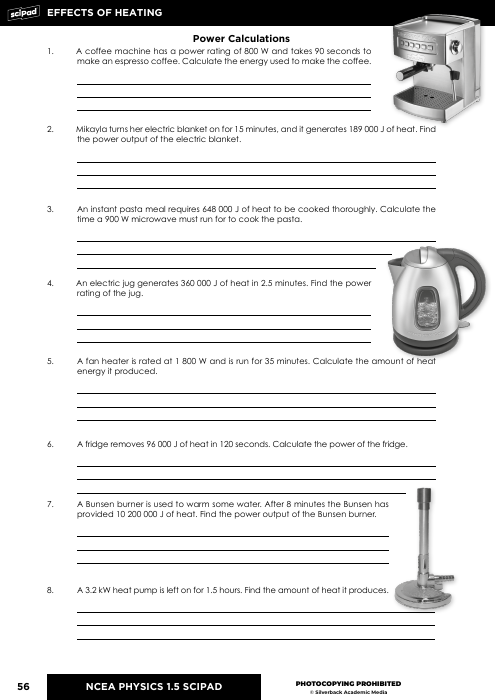 scipad EFFECTS OF HEATING
Power Calculations
1. A coffee machine has a power rating of 800 W and takes 90 seconds to
make an espresso coffee. Calculate the energy used to make the coffee.
2. Mikayla turns her electric blanket on for 15 minutes, and it generates 189 000 J of heat. Find
the power output of the electric blanket.
3. An instant pasta meal requires 648 000 J of heat to be cooked thoroughly. Calculate the
time a 900 W microwave must run for to cook the pasta.
4. An electric jug generates 360 000 J of heat in 2.5 minutes. Find the power
rating of the jug.
5. A fan heater is rated at 1 800 W and is run for 35 minutes. Calculate the amount of heat
energy it produced.
6. A fridge removes 96 000 J of heat in 120 seconds. Calculate the power of the fridge.
7. A Bunsen burner is used to warm some water. After 8 minutes the Bunsen has
provided 10 200 000 J of heat. Find the power output of the Bunsen burner.
8. A 3.2 kW heat pump is left on for 1.5 hours. Find the amount of heat it produces.
56 NCEA PHYSICS 1.5 SCIPAD
PHOTOCOPYING PROHIBITED
© Silverback Academic Media